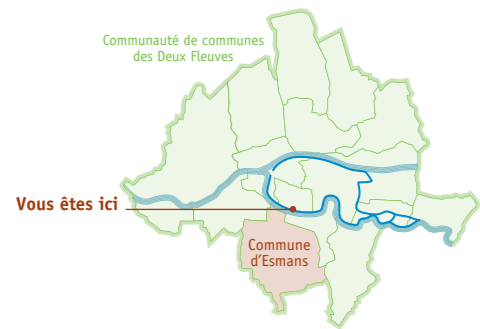 Communauté de communes
des Deux Fleuves
Vous êtes ici
Commune
d'Esmans